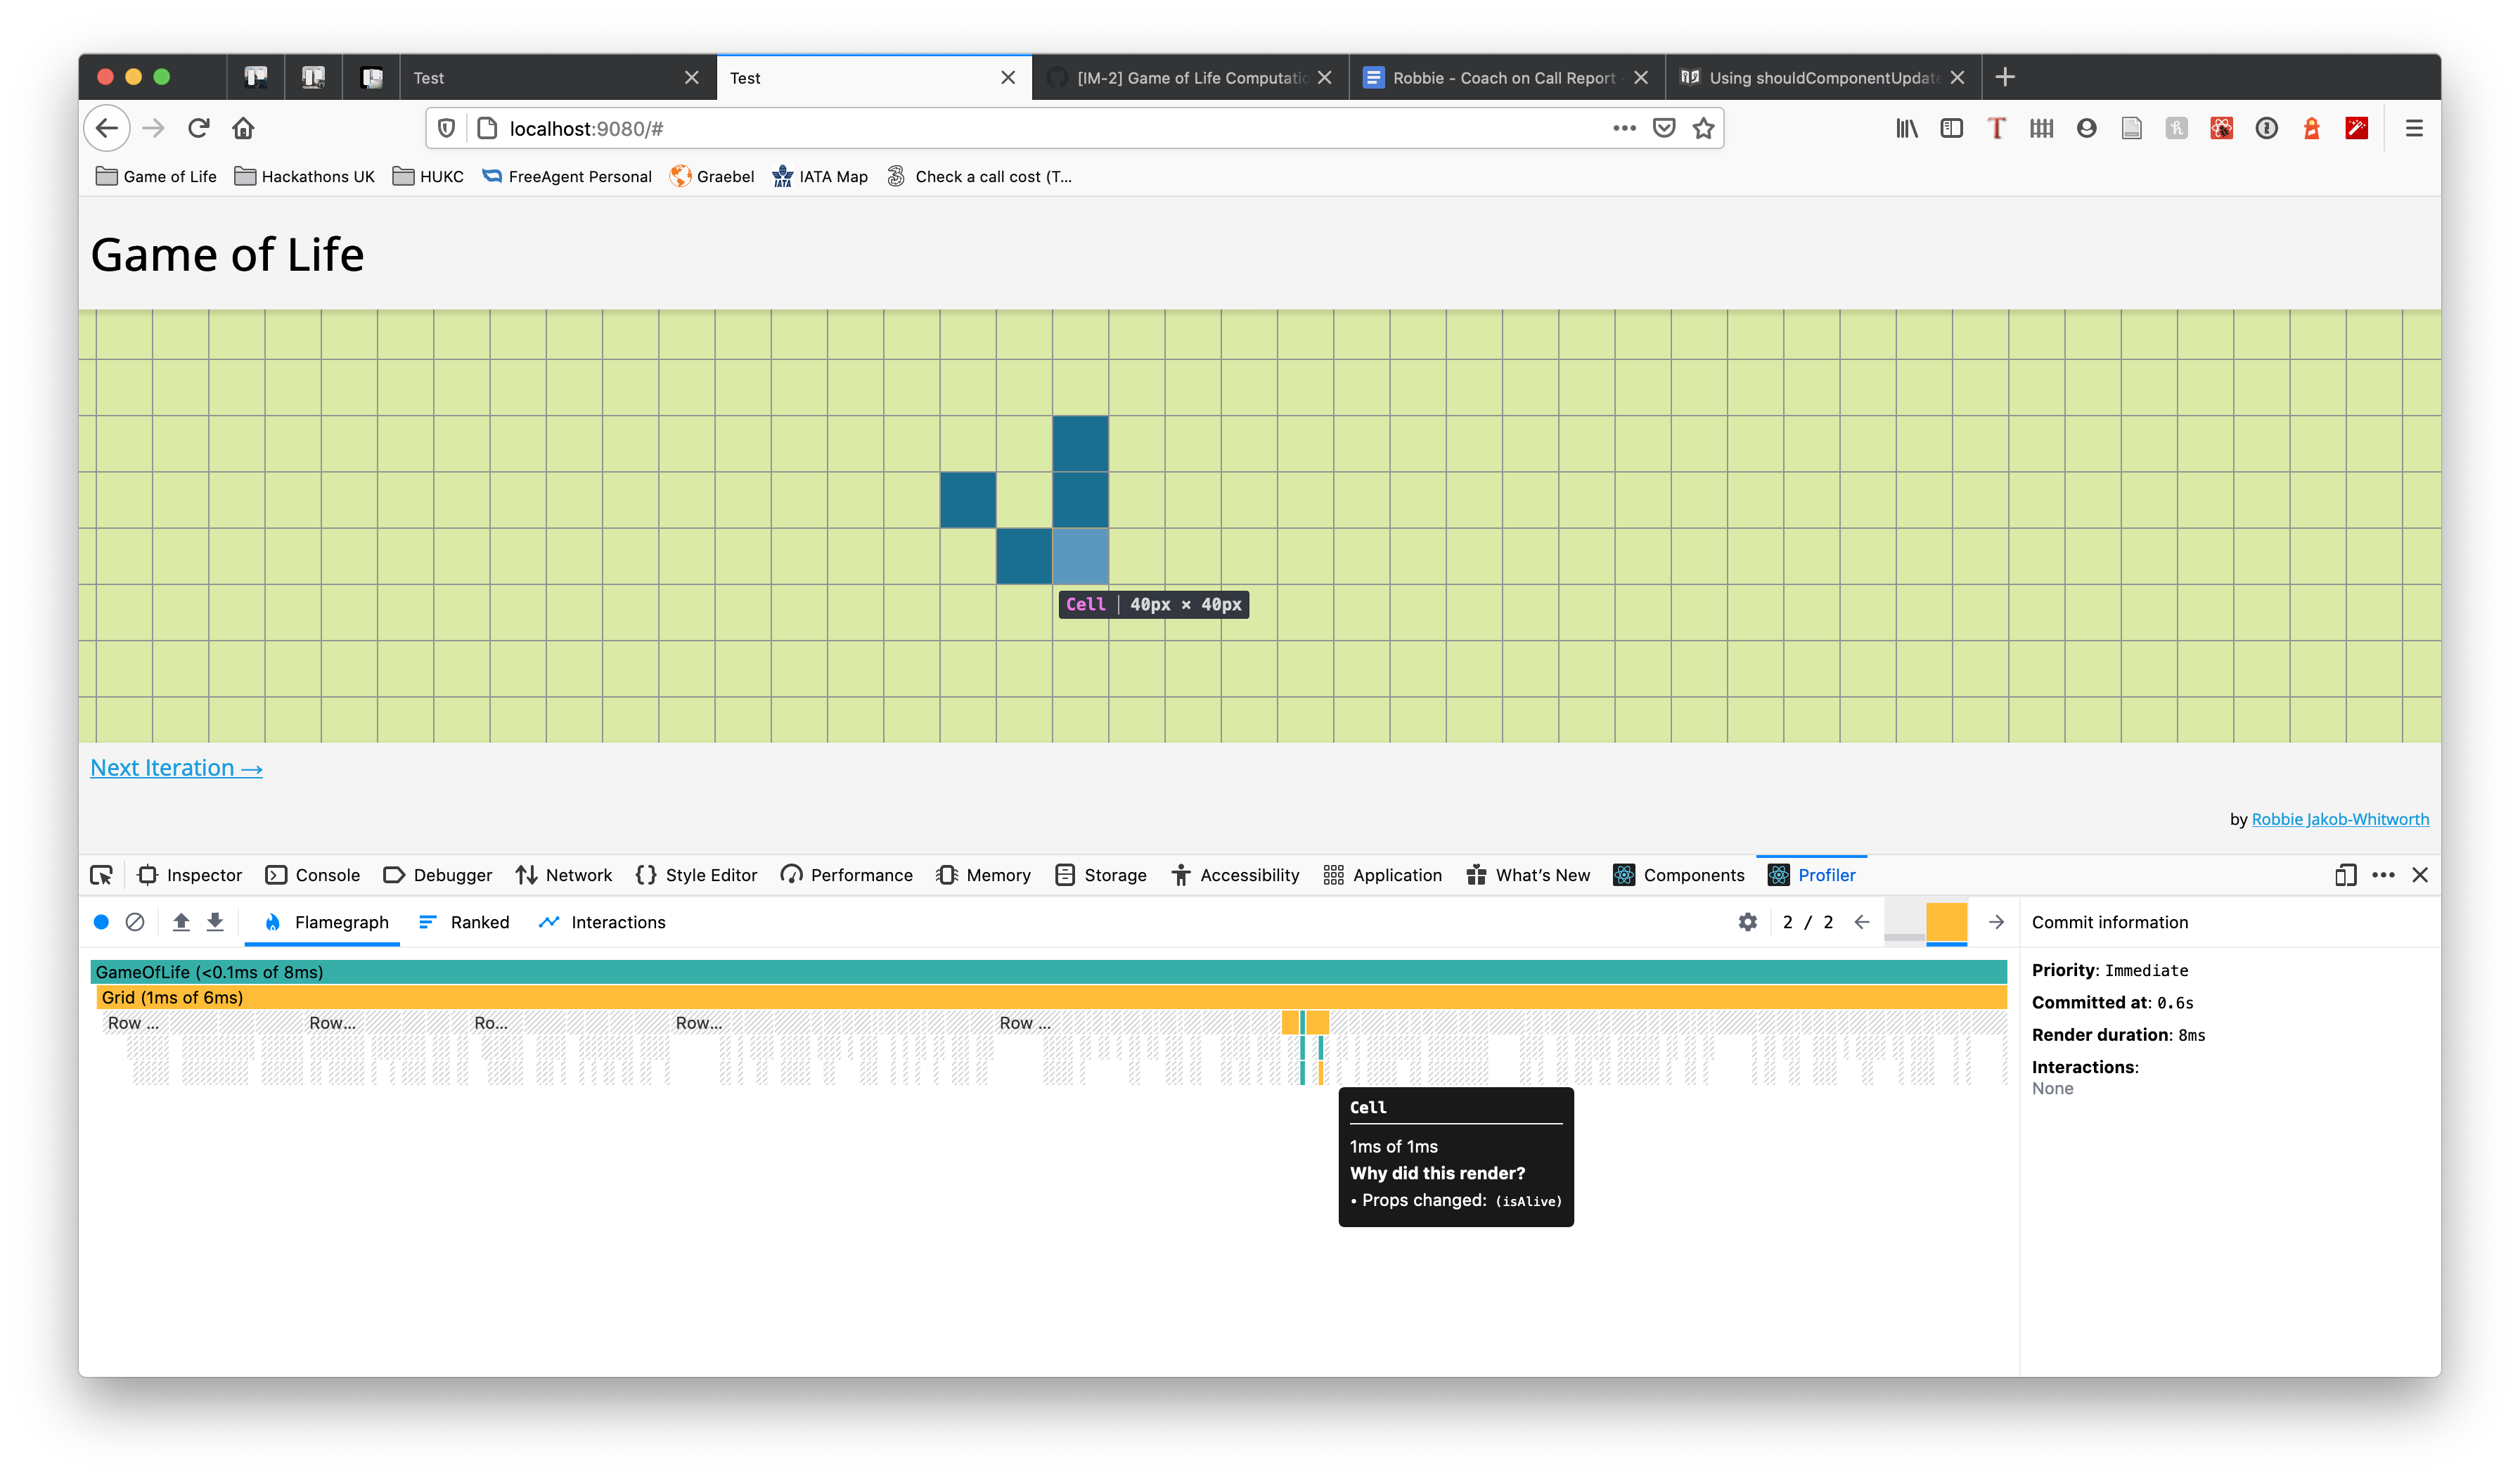 Test
Test
[IM-2] Game of Life Computatio
Robbie - Coach on Call Report -
Using shouldComponentUpdate
localhost:9080/#
Game of Life
Hackathons UK
HUKC
FreeAgent Personal
Graebel
IATA Map
Check a call cost (T...
Game of Life
Cell | 40px × 40px
Next Iteration →
by Robbie Jakob-Whitworth
Inspector
Console
Debugger
Network
Style Editor
Performance
Memory
Storage
Accessibility
Application
What's New
Components
Profiler
Flamegraph
Ranked
Interactions
2 / 2
Commit information
GameOfLife (<0.1ms of 8ms)
Grid (1ms of 6ms)
Row ...
Row...
Ro...
Row...
Row ...
Priority: Immediate
Committed at: 0.6s
Render duration: 8ms
Interactions:
None
Cell
1ms of 1ms
Why did this render?
• Props changed: (isAlive)